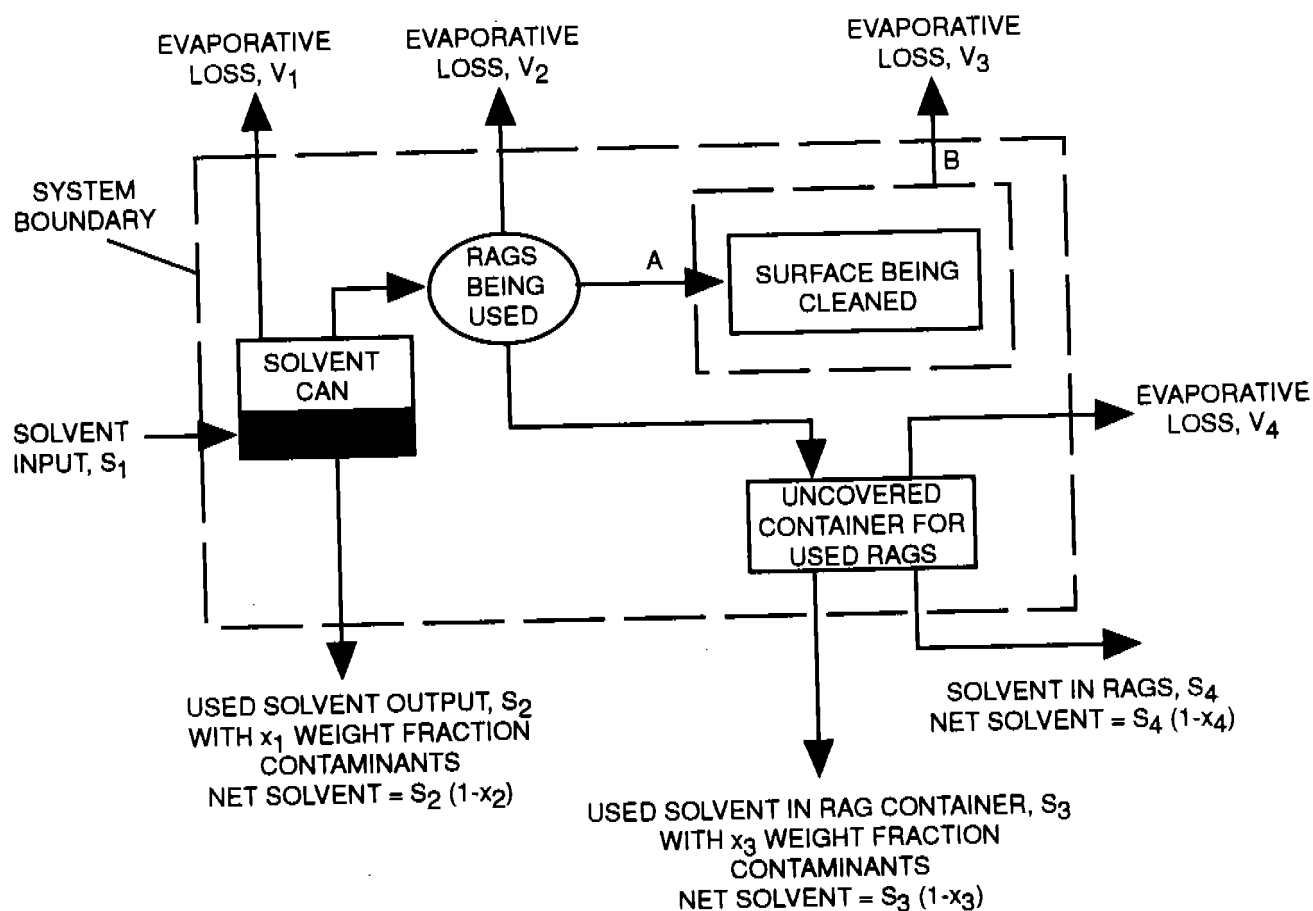 EVAPORATIVE
LOSS, V1
EVAPORATIVE
LOSS, V2
EVAPORATIVE
LOSS, V3
SYSTEM
BOUNDARY
B
RAGS
BEING
USED
A
SURFACE BEING
CLEANED
SOLVENT
CAN
SOLVENT
INPUT, S1
EVAPORATIVE
LOSS, V4
UNCOVERED
CONTAINER FOR
USED RAGS
USED SOLVENT OUTPUT, S2
WITH x1 WEIGHT FRACTION
CONTAMINANTS
NET SOLVENT = S2 (1-x2)
SOLVENT IN RAGS, S4
NET SOLVENT = S4 (1-x4)
USED SOLVENT IN RAG CONTAINER, S3
WITH x3 WEIGHT FRACTION
CONTAMINANTS
NET SOLVENT = S3 (1-x3)